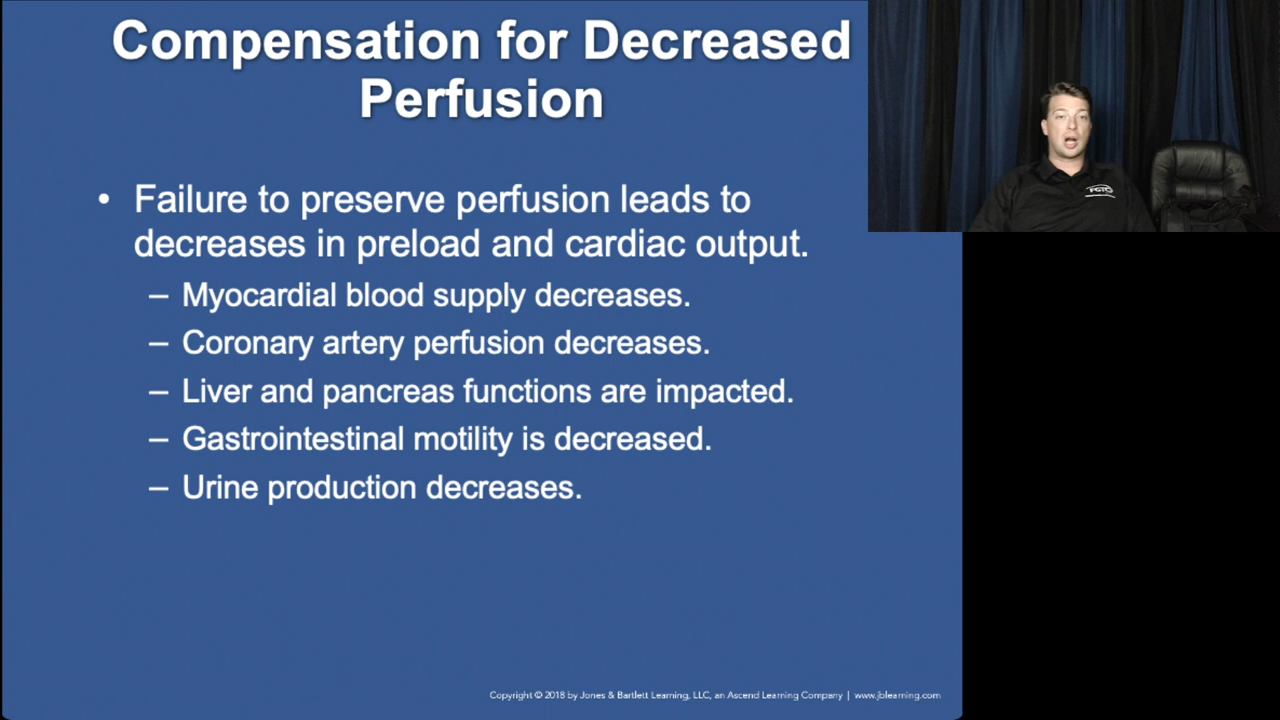 Compensation for Decreased
Perfusion
• Failure to preserve perfusion leads to
decreases in preload and cardiac output.
– Myocardial blood supply decreases.
– Coronary artery perfusion decreases.
– Liver and pancreas functions are impacted.
– Gastrointestinal motility is decreased.
– Urine production decreases.
Copyright © 2018 by Jones & Bartlett Learning, LLC, an Ascend Learning Company | www.jblearning.com